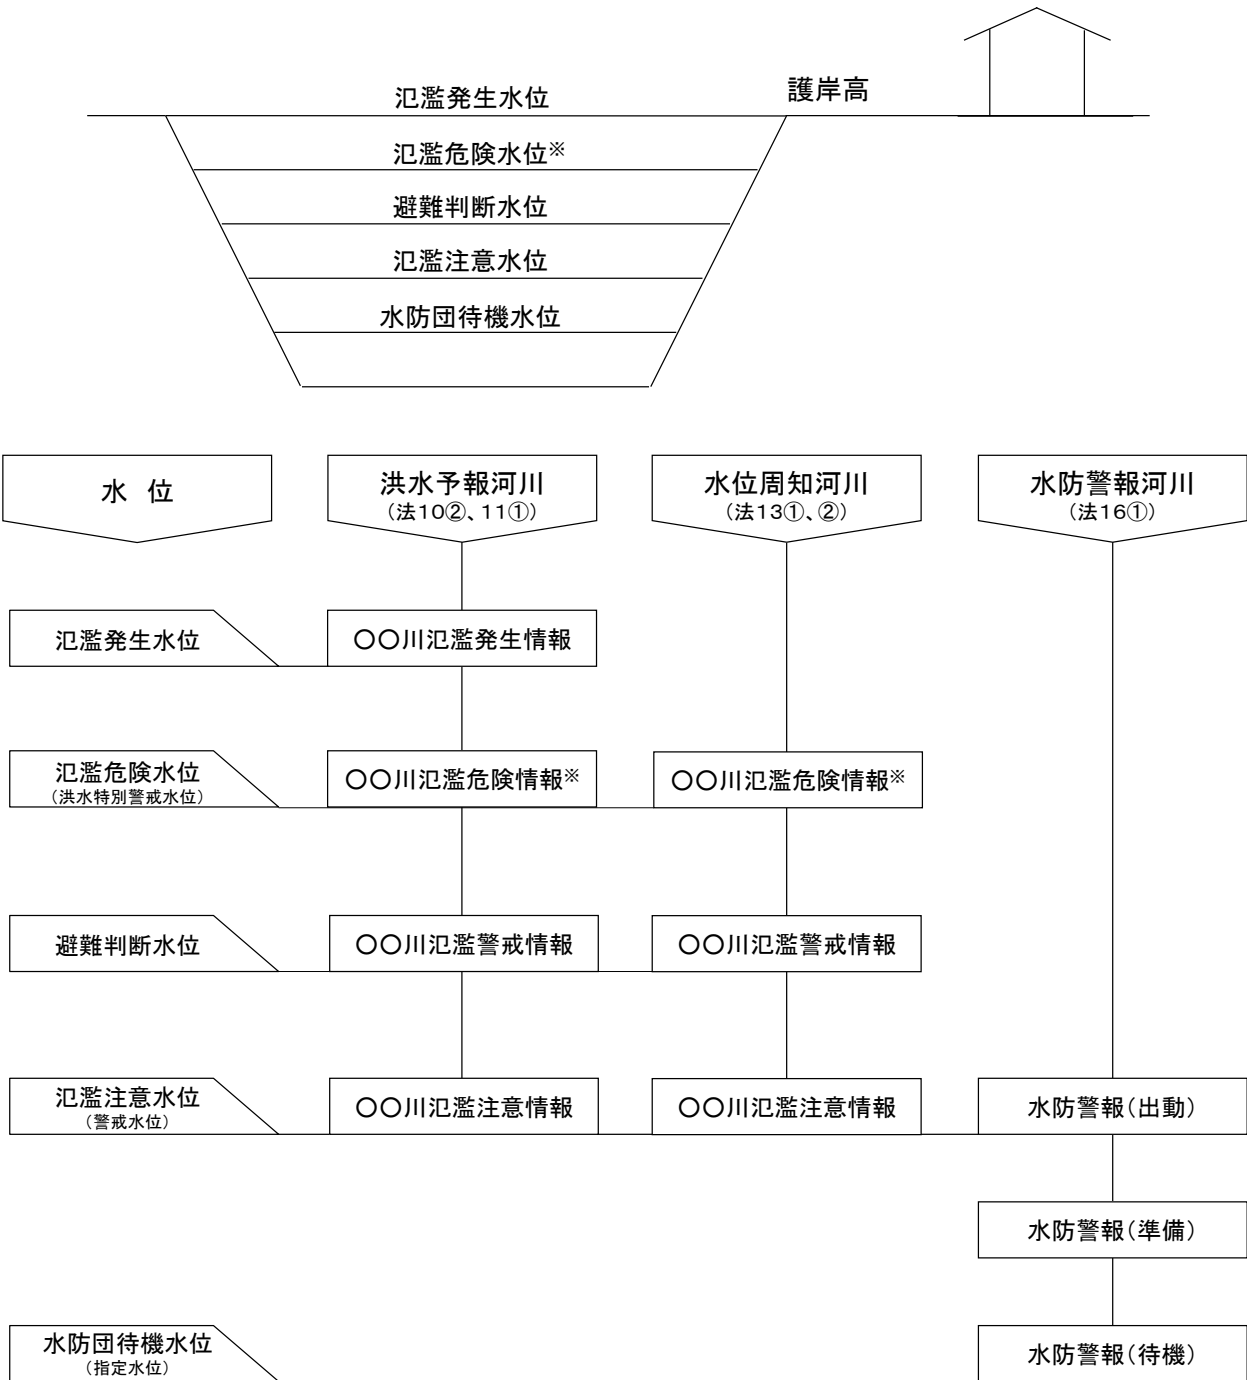 氾濫発生水位
護岸高
氾濫危険水位※
避難判断水位
氾濫注意水位
水防団待機水位
水 位
洪水予報河川
(法10②、11①)
水位周知河川
(法13①、②)
水防警報河川
(法16①)
氾濫発生水位
〇〇川氾濫発生情報
氾濫危険水位
(洪水特別警戒水位)
〇〇川氾濫危険情報※
〇〇川氾濫危険情報※
避難判断水位
〇〇川氾濫警戒情報
〇〇川氾濫警戒情報
氾濫注意水位
(警戒水位)
〇〇川氾濫注意情報
〇〇川氾濫注意情報
水防警報(出動)
水防警報(準備)
水防団待機水位
(指定水位)
水防警報(待機)